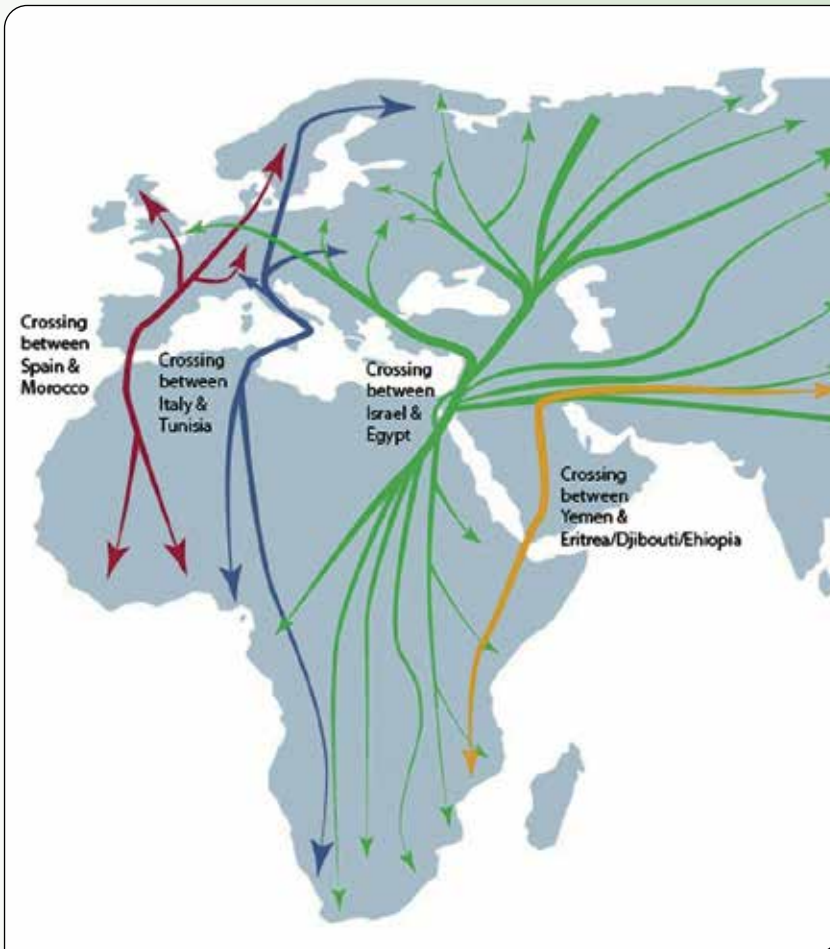 Crossing
between
Spain &
Morocco
Crossing
between
Italy &
Tunisia
Crossing
between
Israel &
Egypt
Crossing
between
Yemen &
Eritrea/Djibouti/Ehiopia